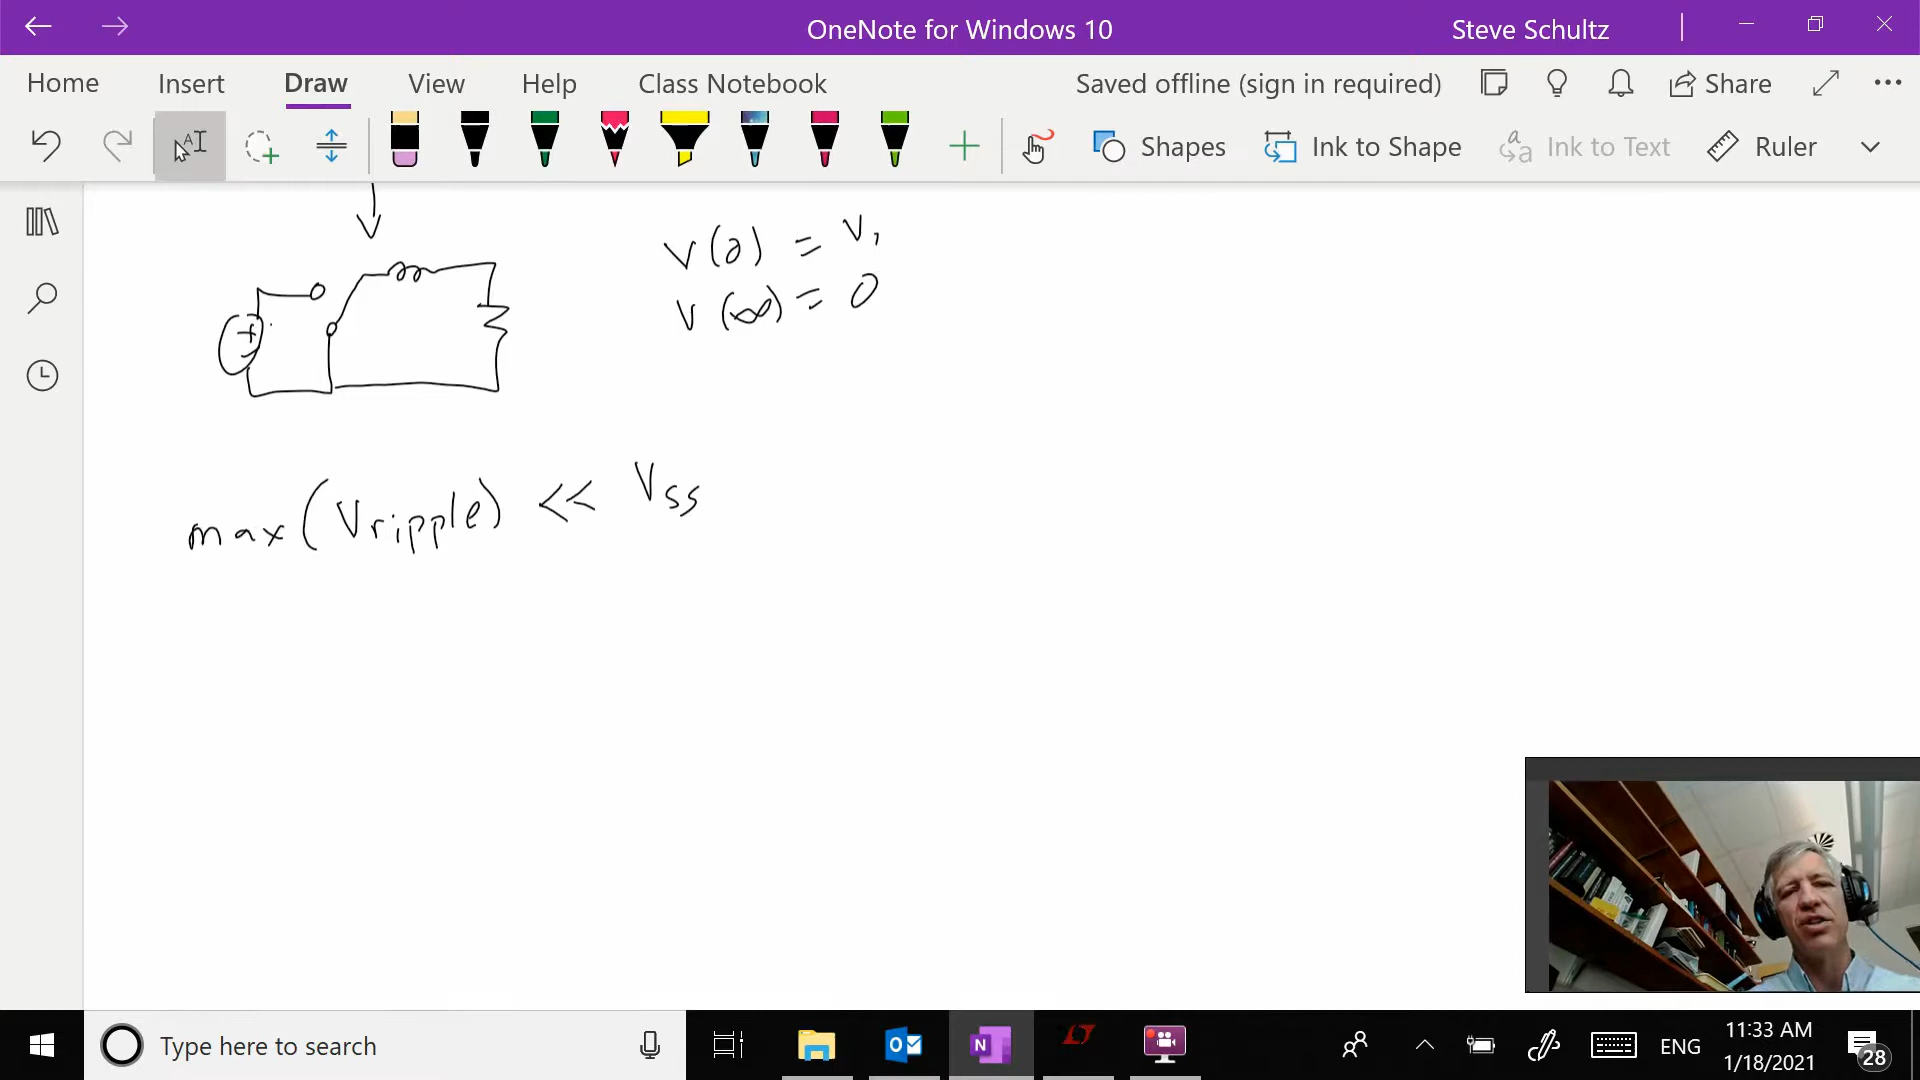 OneNote for Windows 10
Steve Schultz
Home Insert Draw View Help Class Notebook
Saved offline (sign in required)
Share
Shapes
Ink to Shape
Ink to Text
Ruler
V(0) = V1
V(∞) = 0
+
-
max(Vripple) << Vss
Type here to search
ENG
11:33 AM
1/18/2021
28